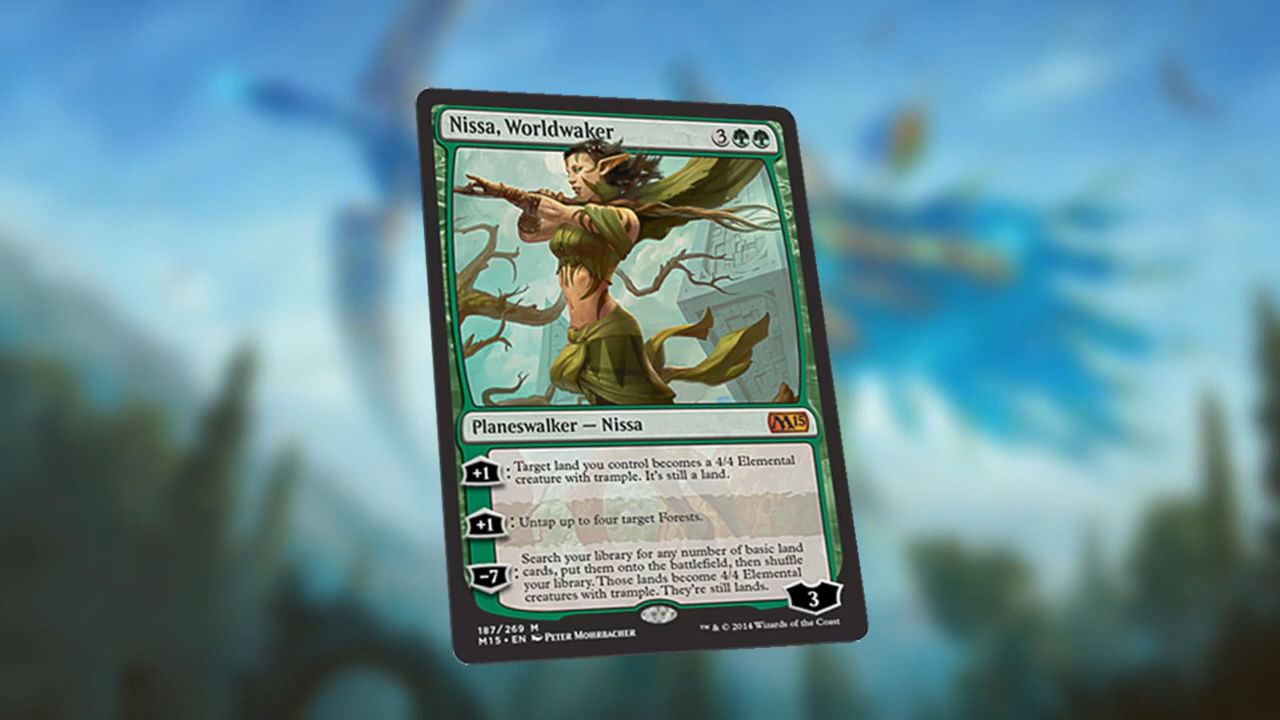 Nissa, Worldwaker 3
Planeswalker — Nissa M15
+1 : Target land you control becomes a 4/4 Elemental
creature with trample. It's still a land.
+1 : Untap up to four target Forests.
Search your library for any number of basic land
-7 : cards, put them onto the battlefield, then shuffle
your library. Those lands become 4/4 Elemental
creatures with trample. They're still lands.
3
187/269 M
M15 • EN Peter Mohrbacher
™ & © 2014 Wizards of the Coast